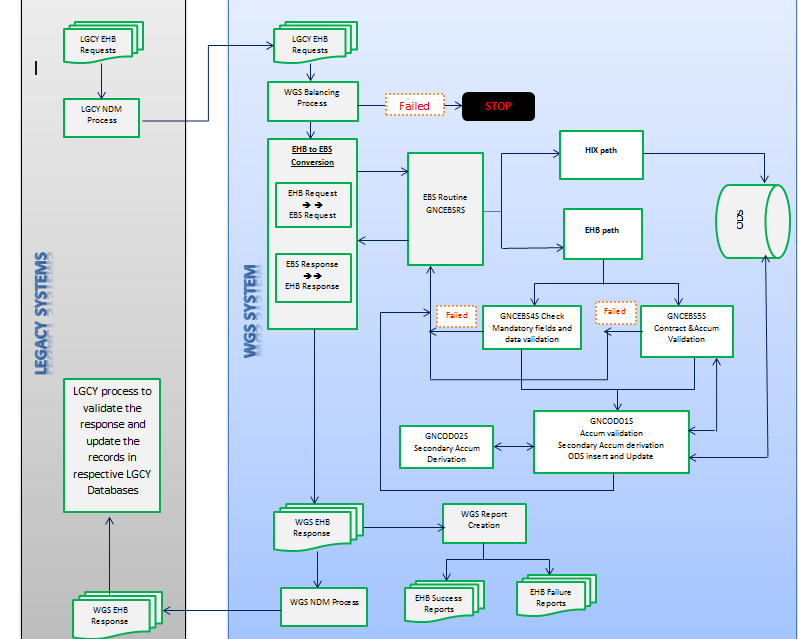 LGCY EHB
Requests
LGCY NDM
Process
LEGACY SYSTEMS
LGCY process to
validate the
response and
update the
records in
respective LGCY
Databases
WGS EHB
Response
WGS SYSTEM
LGCY EHB
Requests
WGS Balancing
Process
Failed
STOP
EHB to EBS
Conversion
EHB Request
➔ ➔
EBS Request
EBS Response
➔➔
EHB Response
EBS Routine
GNCEBSRS
HIX path
EHB path
ODS
Failed
GNCEBS4S Check
Mandatory fields and
data validation
Failed
GNCEBS5S
Contract &Accum
Validation
GNCOD02S
Secondary Accum
Derivation
GNCOD01S
Accum validation
Secondary Accum derivation
ODS insert and Update
WGS EHB
Response
WGS Report
Creation
WGS NDM Process
EHB Success
Reports
EHB Failure
Reports